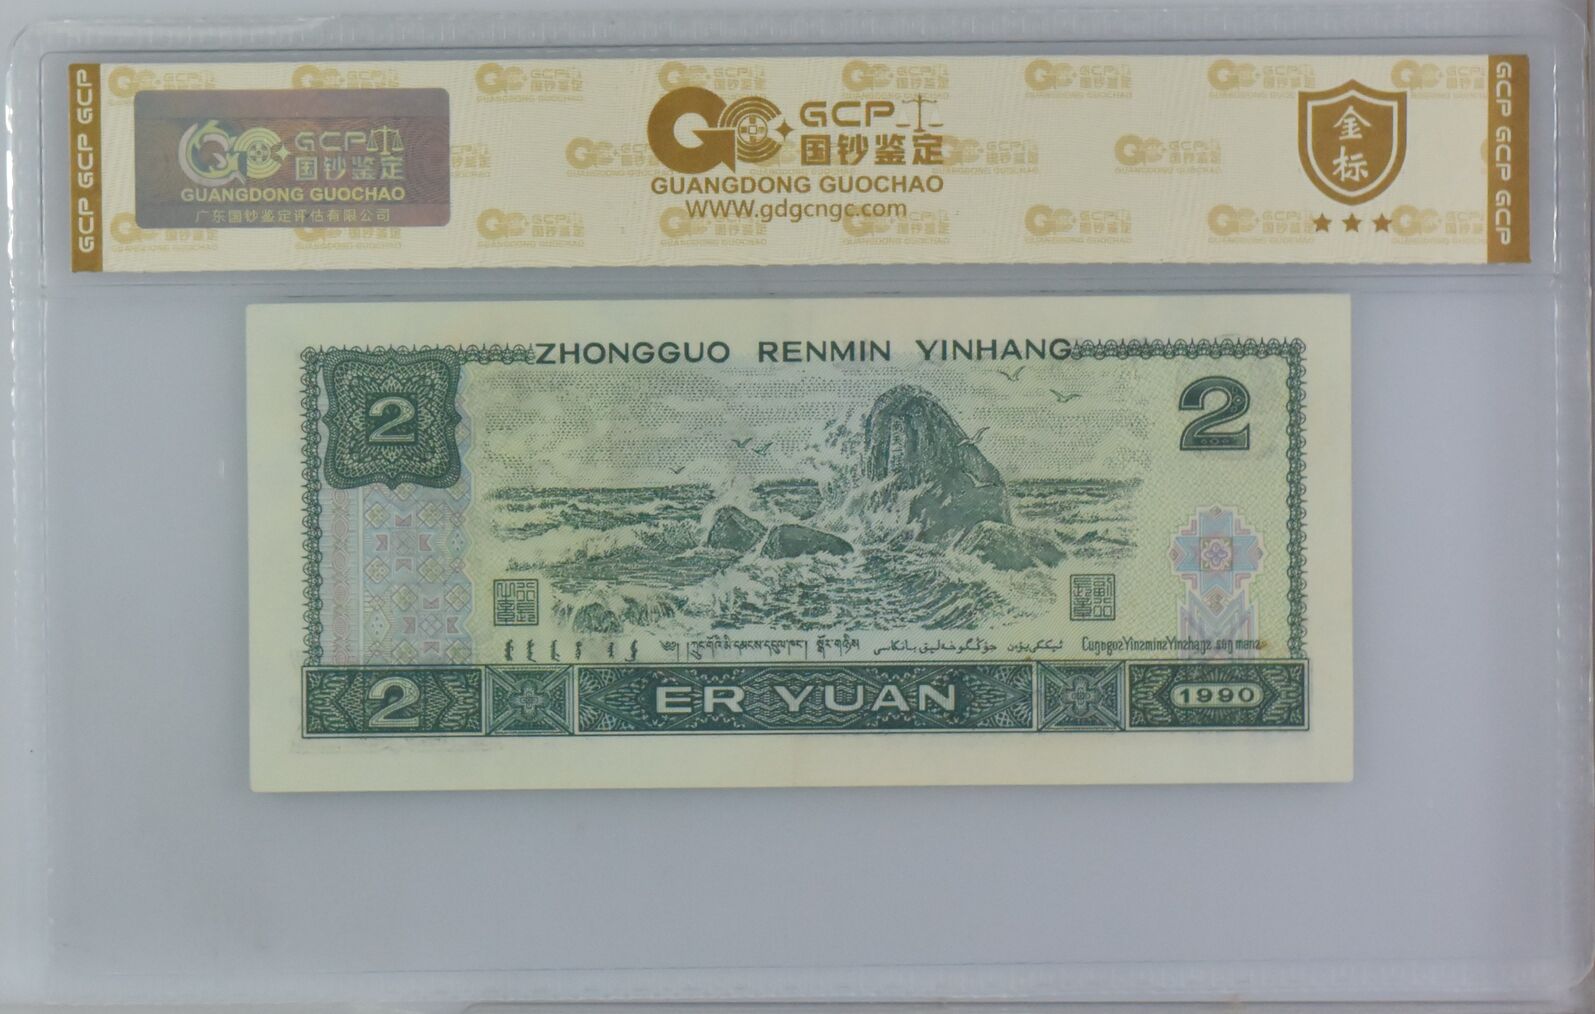 GCP GCP GCP
GCP
国钞鉴定
GUANGDONG GUOCHAO
广东国钞鉴定评估有限公司
GCP
国钞鉴定
GUANGDONG GUOCHAO
WWW.gdgcngc.com
金标
GCP GCP GCP
ZHONGGUO RENMIN YINHANG
2
2
2
ER YUAN
1990